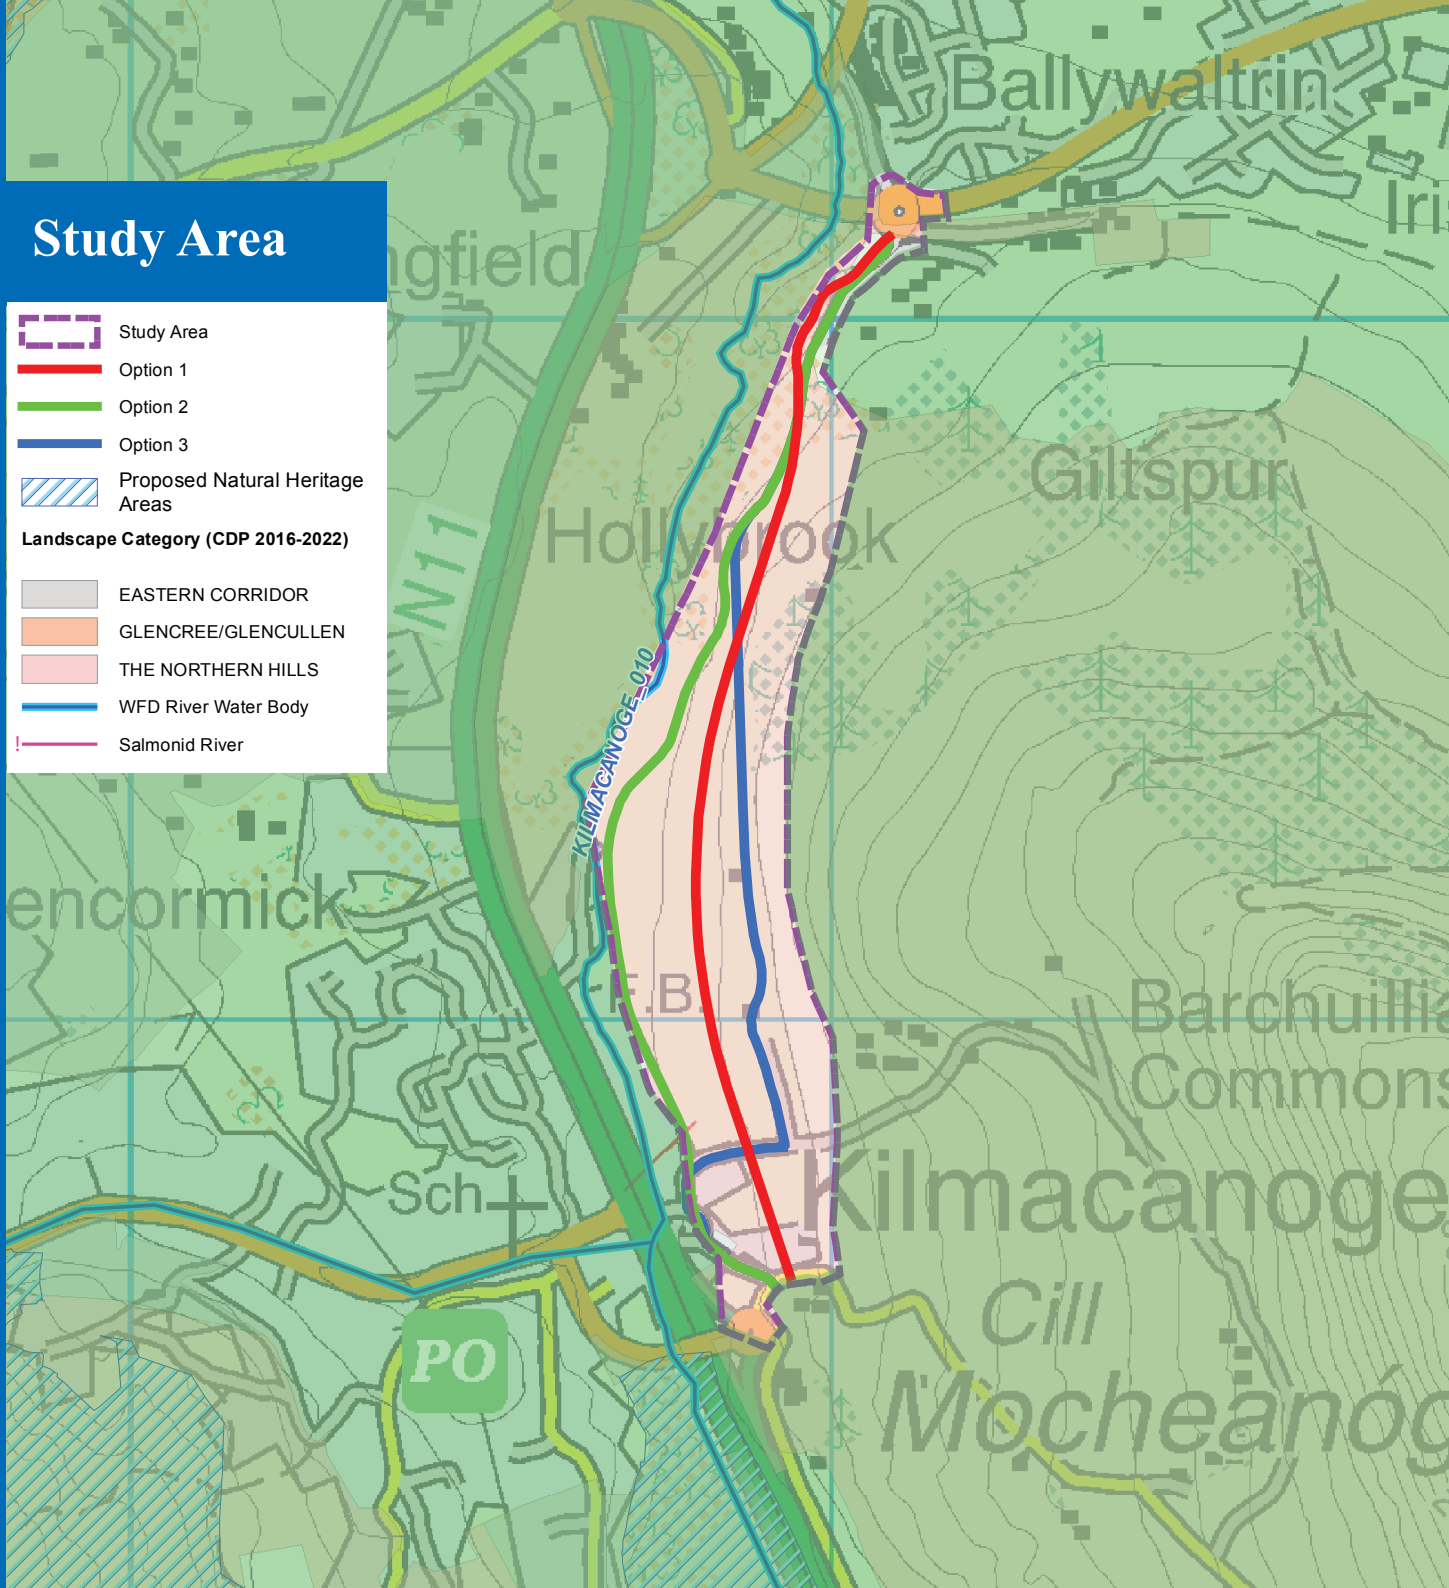 Study Area
Study Area
Option 1
Option 2
Option 3
Proposed Natural Heritage
Areas
Landscape Category (CDP 2016-2022)
EASTERN CORRIDOR
GLENCREE/GLENCULLEN
THE NORTHERN HILLS
WFD River Water Body
! Salmonid River
Ballywaltrin
Iri
ngfield
Giltspur
Hollybrook
N11
KILMACANOGE_010
encormick
F.B.
Barchuillia
Commons
Sch
Kilmacanoge
Cill
Mocheanóg
PO